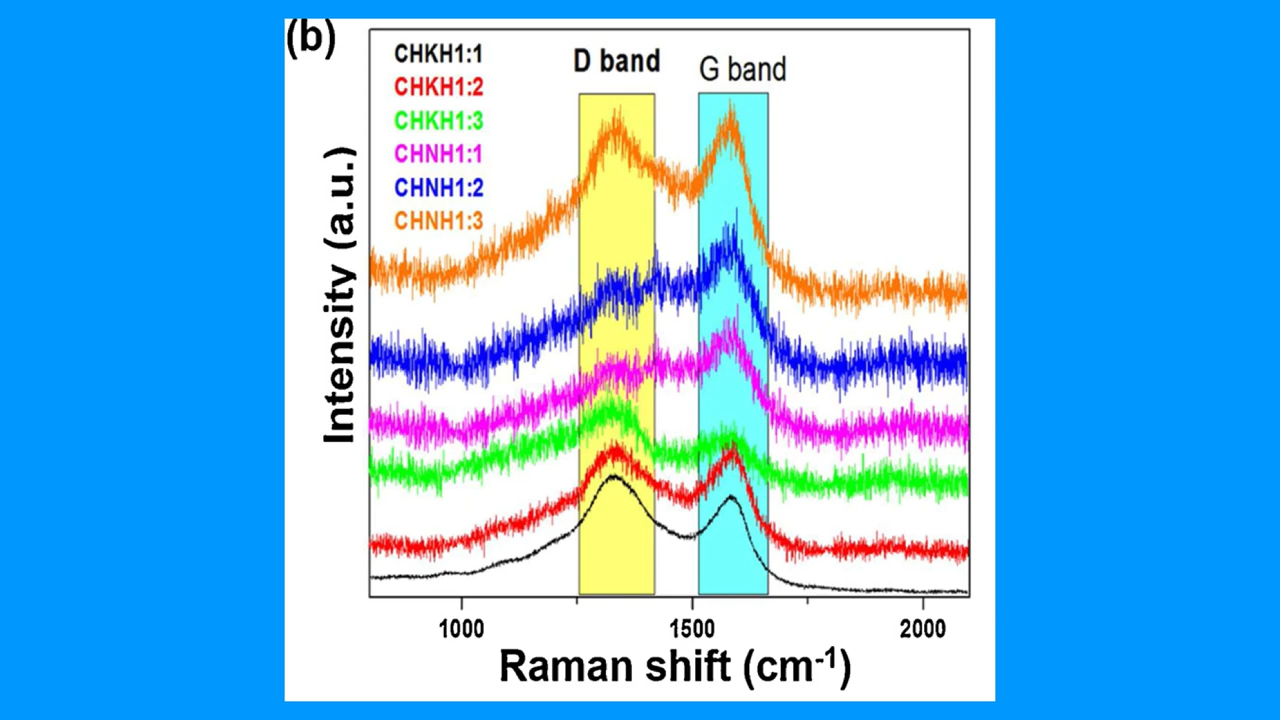 (b)
CHKH1:1
CHKH1:2
CHKH1:3
CHNH1:1
CHNH1:2
CHNH1:3
D band
G band
Intensity (a.u.)
1000 1500 2000
Raman shift (cm-1)